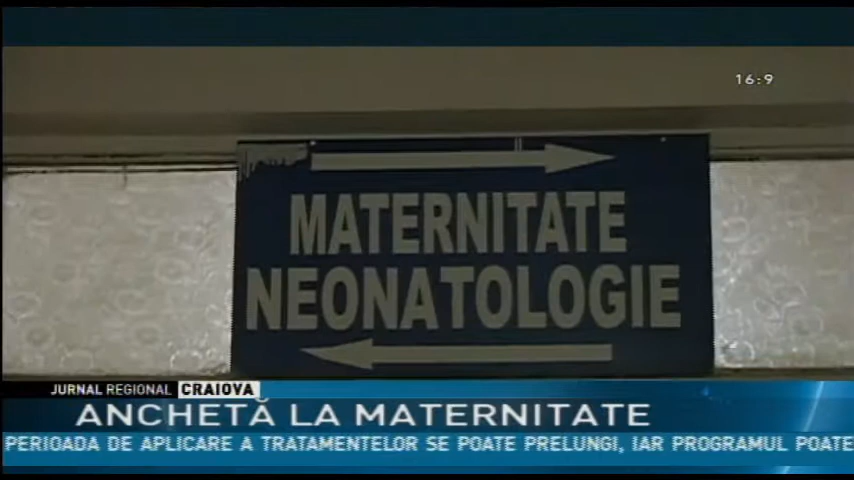 16:9
MATERNITATE
NEONATOLOGIE
JURNAL REGIONAL CRAIOVA
ANCHETĂ LA MATERNITATE
PERIOADA DE APLICARE A TRATAMENTELOR SE POATE PRELUNGI, IAR PROGRAMUL POATE